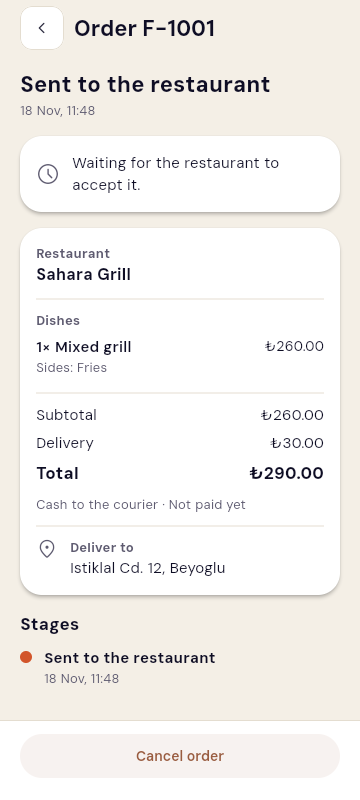 Order F-1001
Sent to the restaurant
18 Nov, 11:48
Waiting for the restaurant to
accept it.
Restaurant
Sahara Grill
Dishes
1× Mixed grill ₺260.00
Sides: Fries
Subtotal ₺260.00
Delivery ₺30.00
Total ₺290.00
Cash to the courier · Not paid yet
Deliver to
Istiklal Cd. 12, Beyoglu
Stages
Sent to the restaurant
18 Nov, 11:48
Cancel order